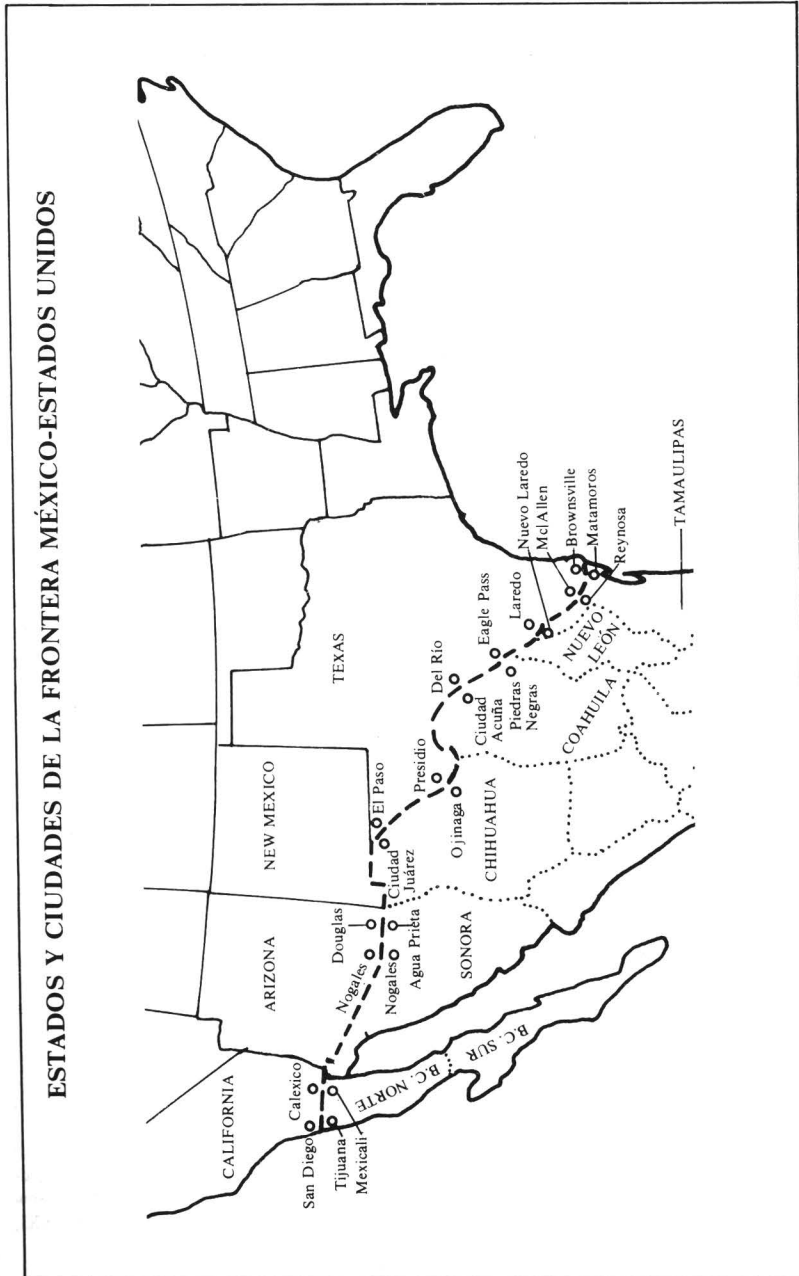 ESTADOS Y CIUDADES DE LA FRONTERA MÉXICO-ESTADOS UNIDOS
CALIFORNIA
ARIZONA
NEW MEXICO
TEXAS
San Diego
Calexico
Tijuana
Mexicali
Nogales
Douglas
Nogales
Agua Prieta
El Paso
Ciudad
Juárez
Presidio
Ojinaga
Del Río
Ciudad
Acuña
Eagle Pass
Piedras
Negras
Laredo
Nuevo Laredo
McAllen
Brownsville
Matamoros
Reynosa
B.C. NORTE
B.C. SUR
SONORA
CHIHUAHUA
COAHUILA
NUEVO
LEÓN
TAMAULIPAS